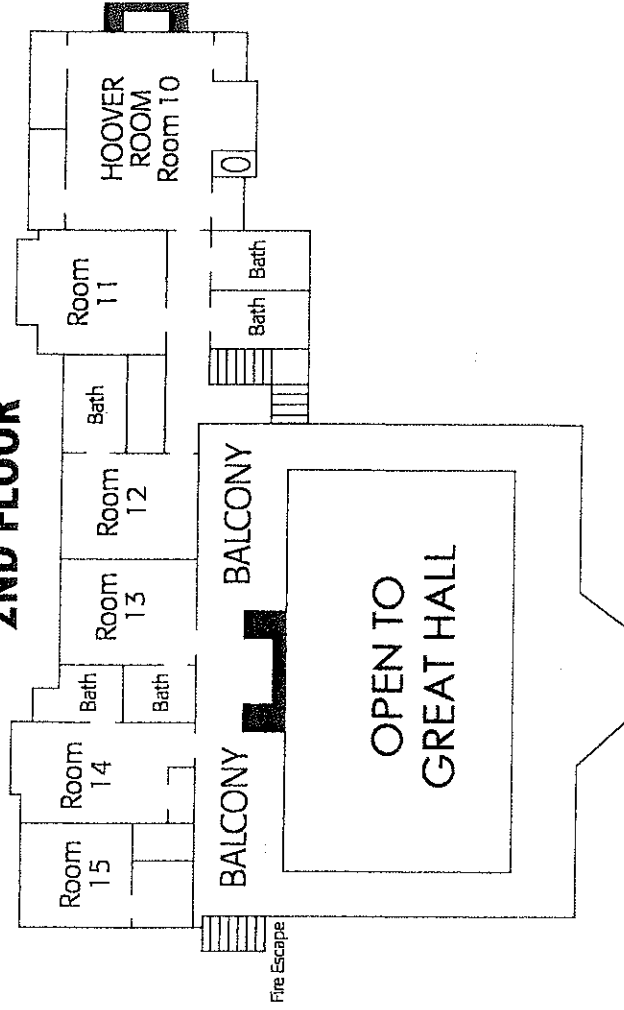 2ND FLOOR
Room
15
Room
14
Bath
Bath
Room
13
Room
12
Bath
Room
11
HOOVER
ROOM
Room 10
Bath
Bath
BALCONY
BALCONY
Fire Escape
OPEN TO
GREAT HALL